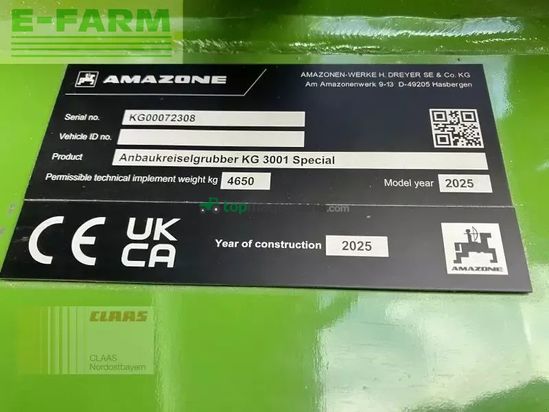 E-FARM
AMAZONE
AMAZONEN-WERKE H. DREYER SE & Co. KG
Am Amazonenwerk 9-13 D-49205 Hasbergen
Serial no. KG00072308
Vehicle ID no.
Product Anbaukreiselgrubber KG 3001 Special
Permissible technical implement weight kg 4650
Model year 2025
CE UK CA
Year of construction 2025
AMAZONE
CLAAS
CLAAS
Nordostbayern